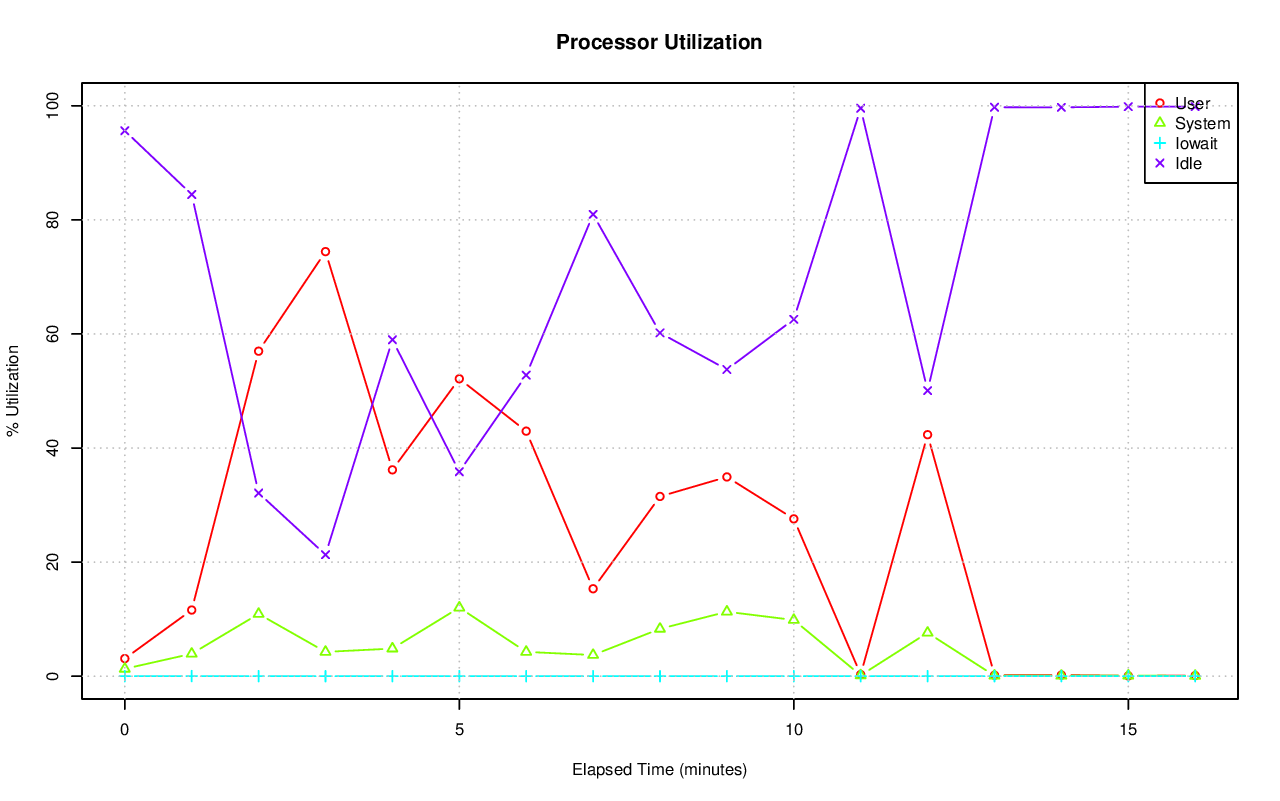 Processor Utilization
% Utilization
100
80
60
40
20
0
User
System
Iowait
Idle
0 5 10 15
Elapsed Time (minutes)